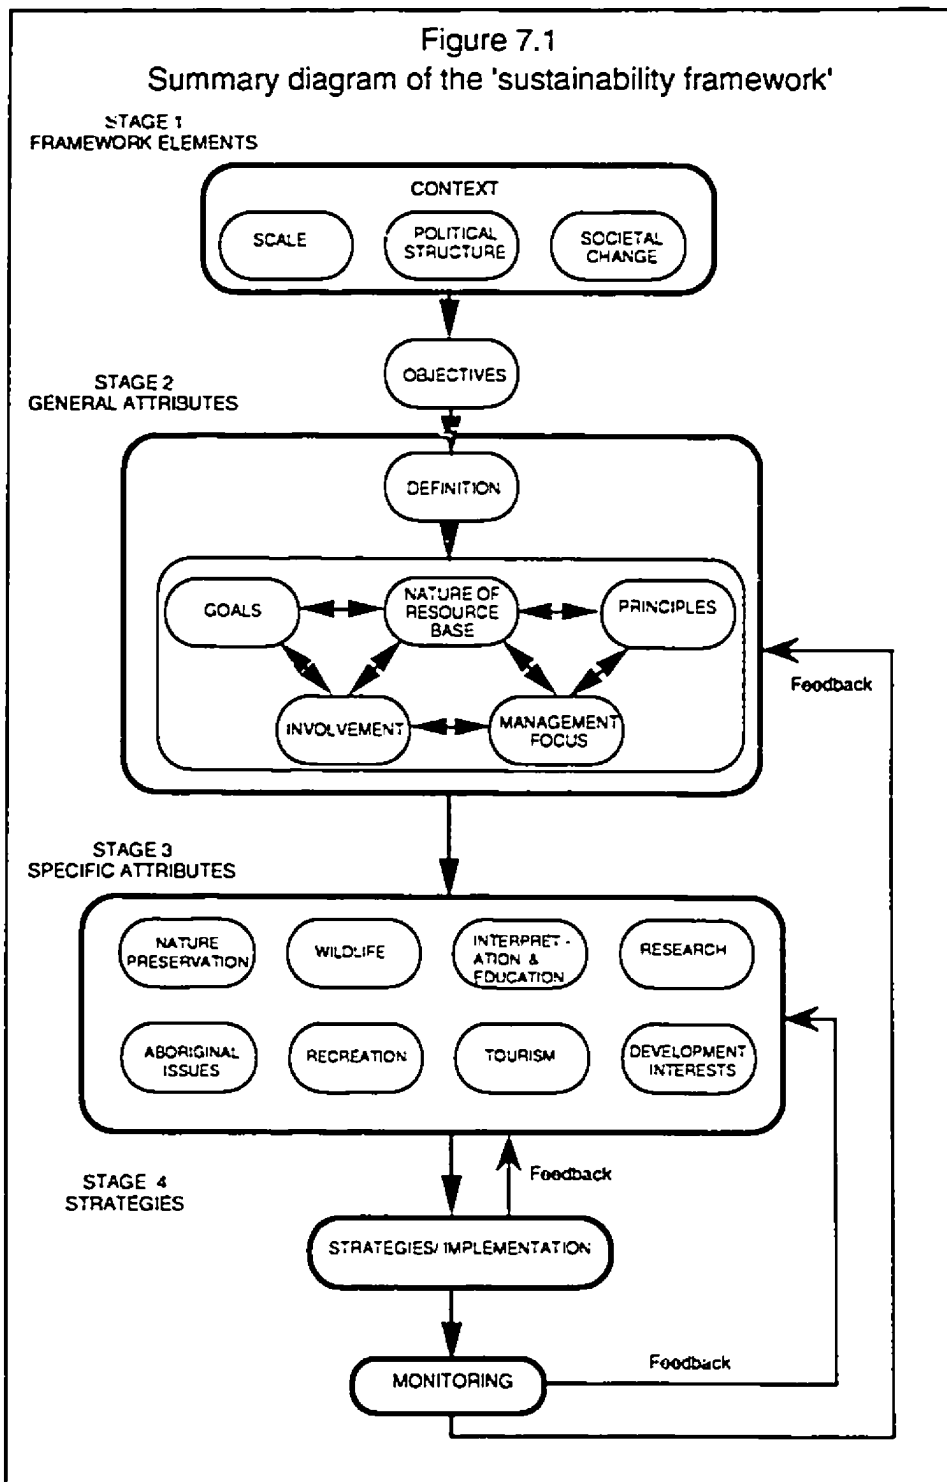 Figure 7.1
Summary diagram of the 'sustainability framework'
STAGE 1
FRAMEWORK ELEMENTS
CONTEXT
SCALE
POLITICAL
STRUCTURE
SOCIETAL
CHANGE
OBJECTIVES
STAGE 2
GENERAL ATTRIBUTES
DEFINITION
GOALS
NATURE OF
RESOURCE
BASE
PRINCIPLES
INVOLVEMENT
MANAGEMENT
FOCUS
Feedback
STAGE 3
SPECIFIC ATTRIBUTES
NATURE
PRESERVATION
WILDLIFE
INTERPRET -
ATION &
EDUCATION
RESEARCH
ABORIGINAL
ISSUES
RECREATION
TOURISM
DEVELOPMENT
INTERESTS
STAGE 4
STRATEGIES
Feedback
STRATEGIES/ IMPLEMENTATION
MONITORING
Feedback